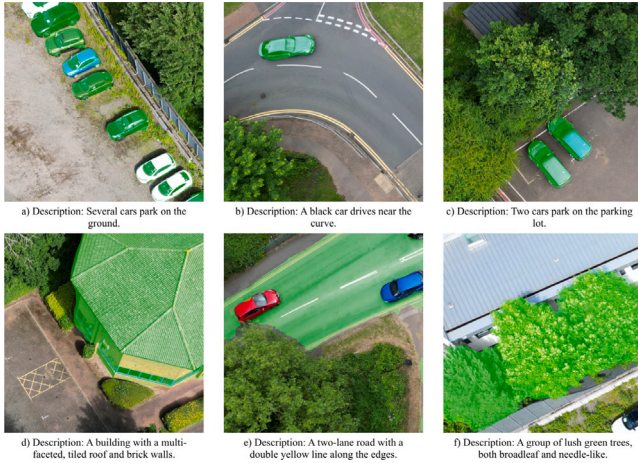 a) Description: Several cars park on the
ground.
b) Description: A black car drives near the
curve.
c) Description: Two cars park on the parking
lot.
d) Description: A building with a multi-
faceted, tiled roof and brick walls.
e) Description: A two-lane road with a
double yellow line along the edges.
f) Description: A group of lush green trees,
both broadleaf and needle-like.